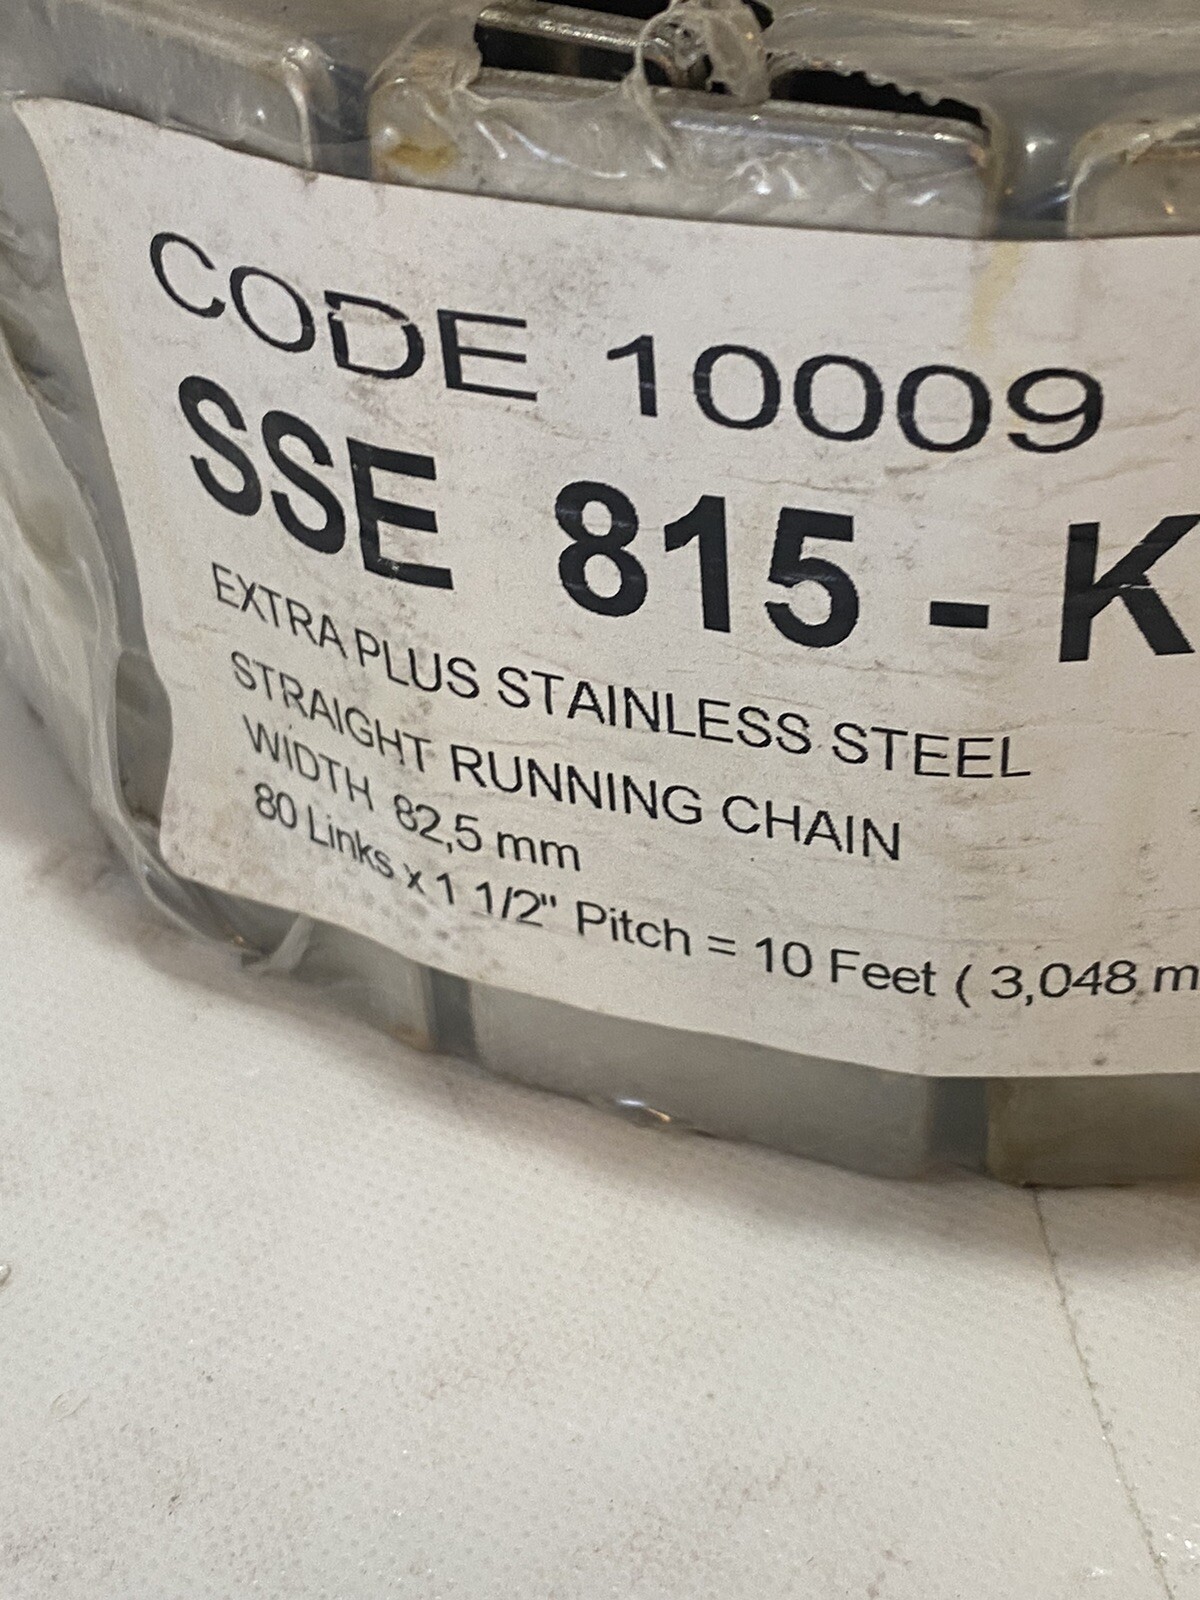 CODE 10009
SSE 815 - K
EXTRA PLUS STAINLESS STEEL
STRAIGHT RUNNING CHAIN
WIDTH 82,5 mm
80 Links x 1 1/2" Pitch = 10 Feet ( 3,048 m